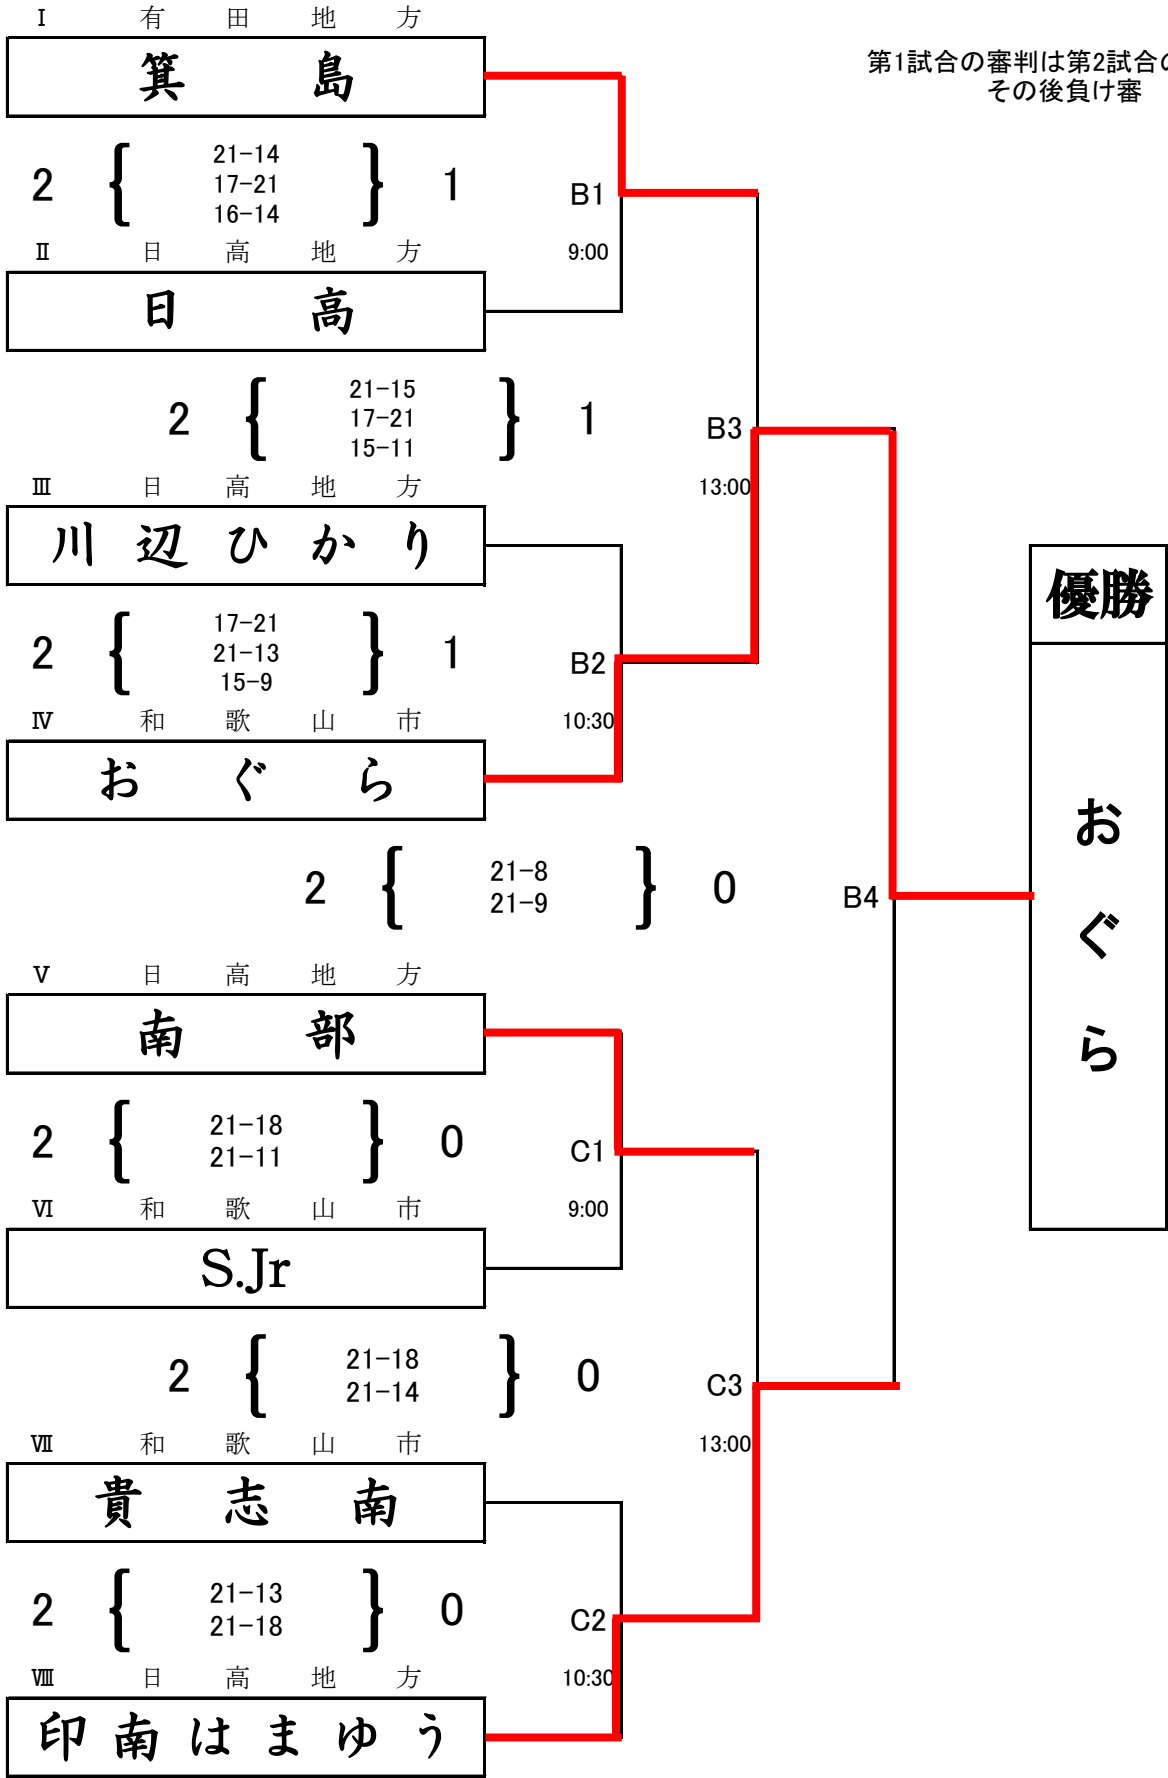 Ⅰ 有田地方
箕島
第1試合の審判は第2試合の
その後負け審
2 { 21-14 } 1
17-21
16-14
B1
9:00
Ⅱ 日高地方
日高
2 { 21-15 } 1
17-21
15-11
B3
13:00
Ⅲ 日高地方
川辺ひかり
2 { 17-21 } 1
21-13
15-9
B2
10:30
Ⅳ 和歌山市
おぐら
2 { 21-8 } 0
21-9
B4
優勝
おぐら
Ⅴ 日高地方
南部
2 { 21-18 } 0
21-11
C1
9:00
Ⅵ 和歌山市
S.Jr
2 { 21-18 } 0
21-14
C3
13:00
Ⅶ 和歌山市
貴志南
2 { 21-13 } 0
21-18
C2
10:30
Ⅷ 日高地方
印南はまゆう